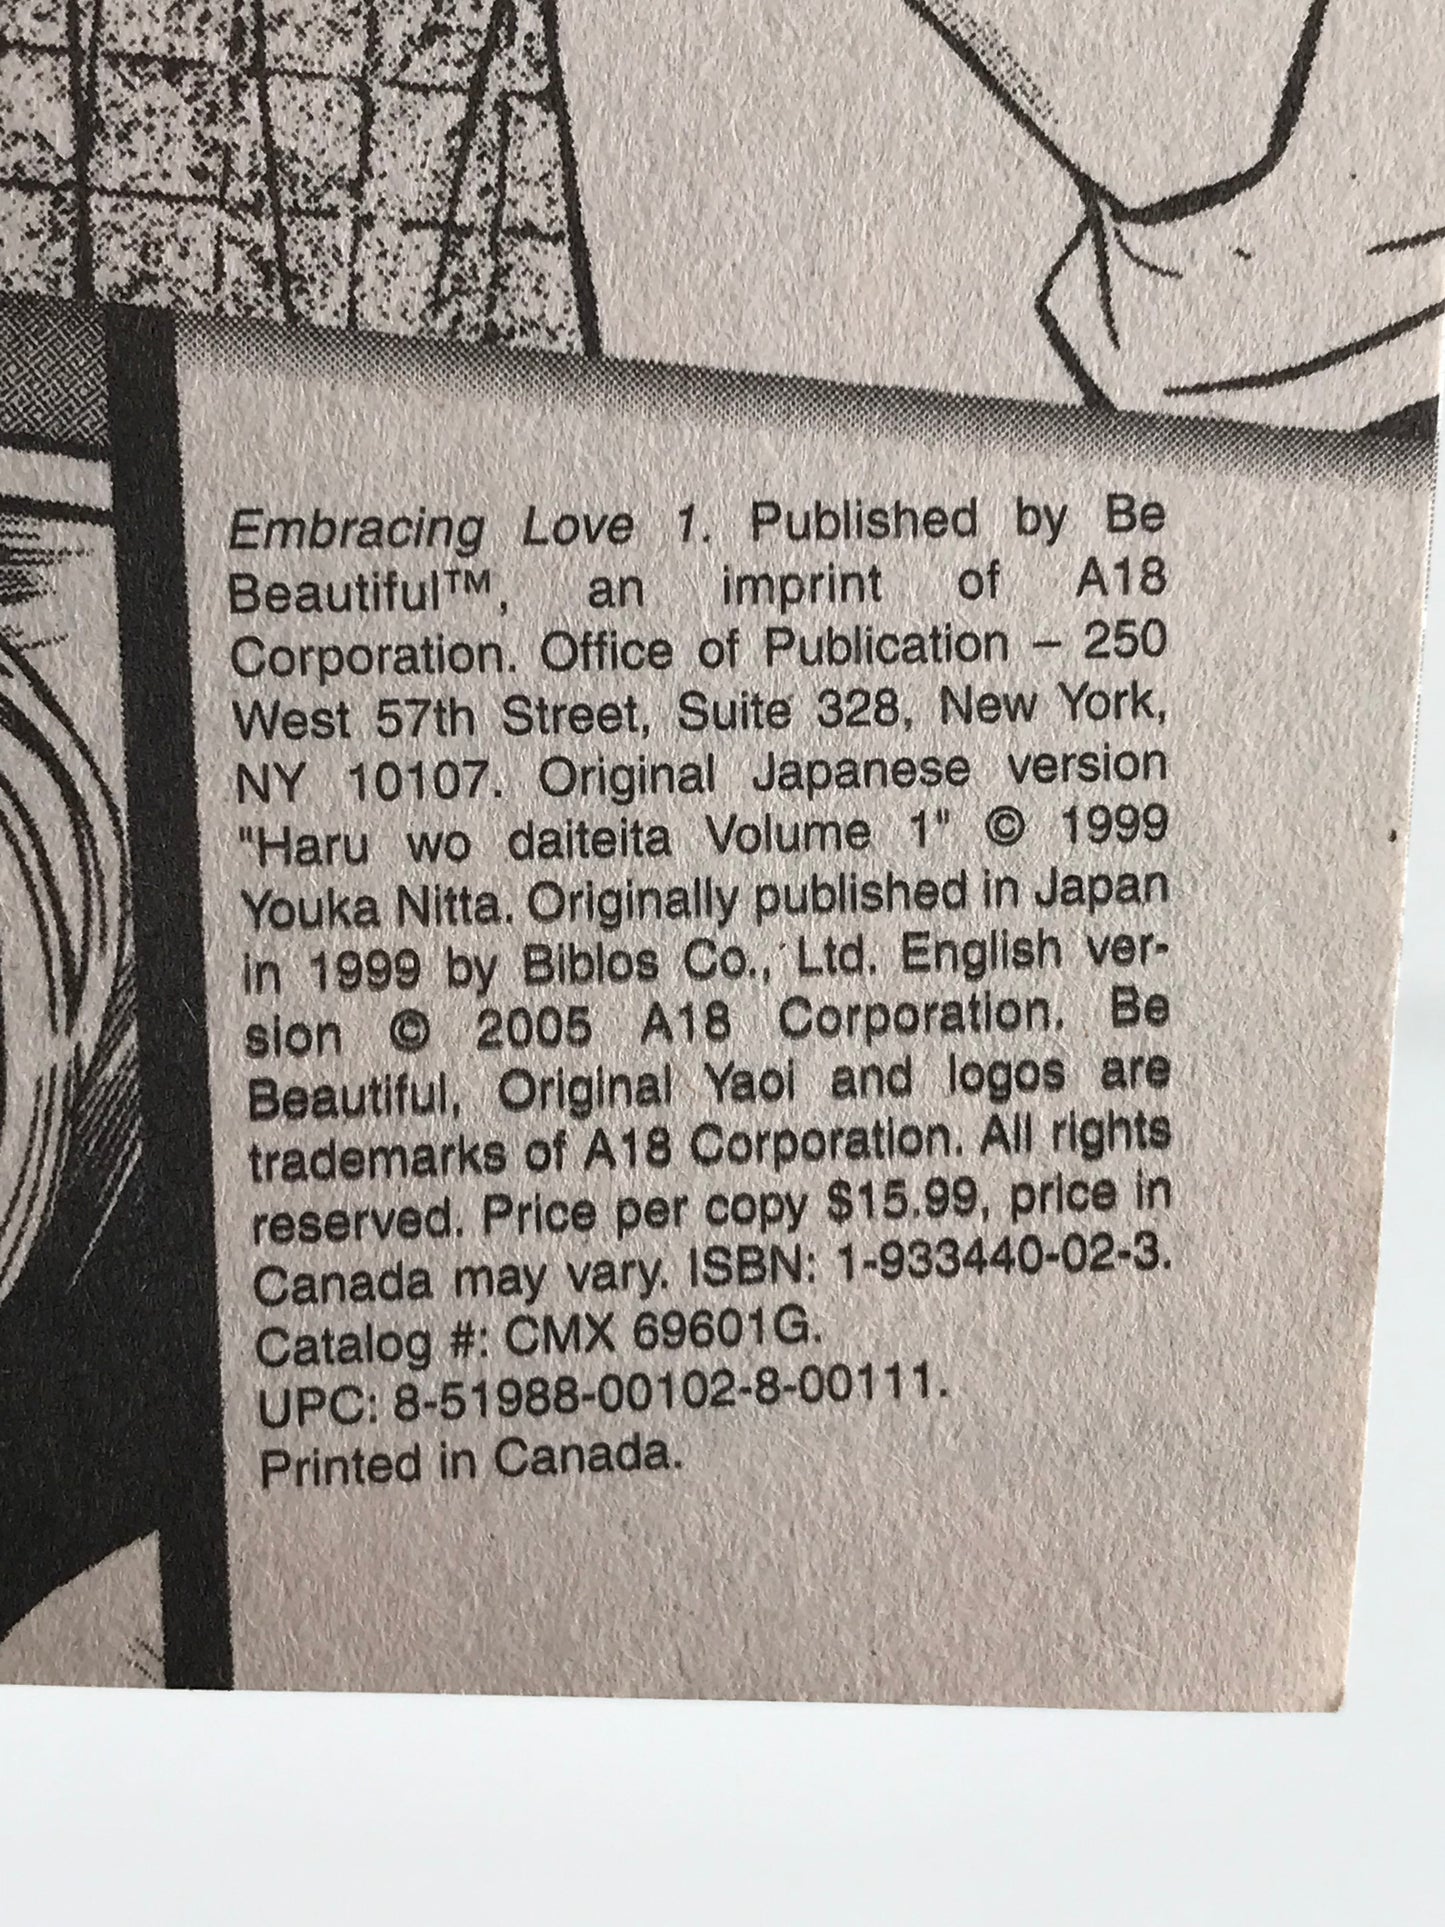 Embracing Love 1. Published by Be
Beautiful™, an imprint of A18
Corporation. Office of Publication – 250
West 57th Street, Suite 328, New York,
NY 10107. Original Japanese version
"Haru wo daiteita Volume 1" © 1999
Youka Nitta. Originally published in Japan
in 1999 by Biblos Co., Ltd. English ver-
sion © 2005 A18 Corporation. Be
Beautiful, Original Yaoi and logos are
trademarks of A18 Corporation. All rights
reserved. Price per copy $15.99, price in
Canada may vary. ISBN: 1-933440-02-3.
Catalog #: CMX 69601G.
UPC: 8-51988-00102-8-00111.
Printed in Canada.